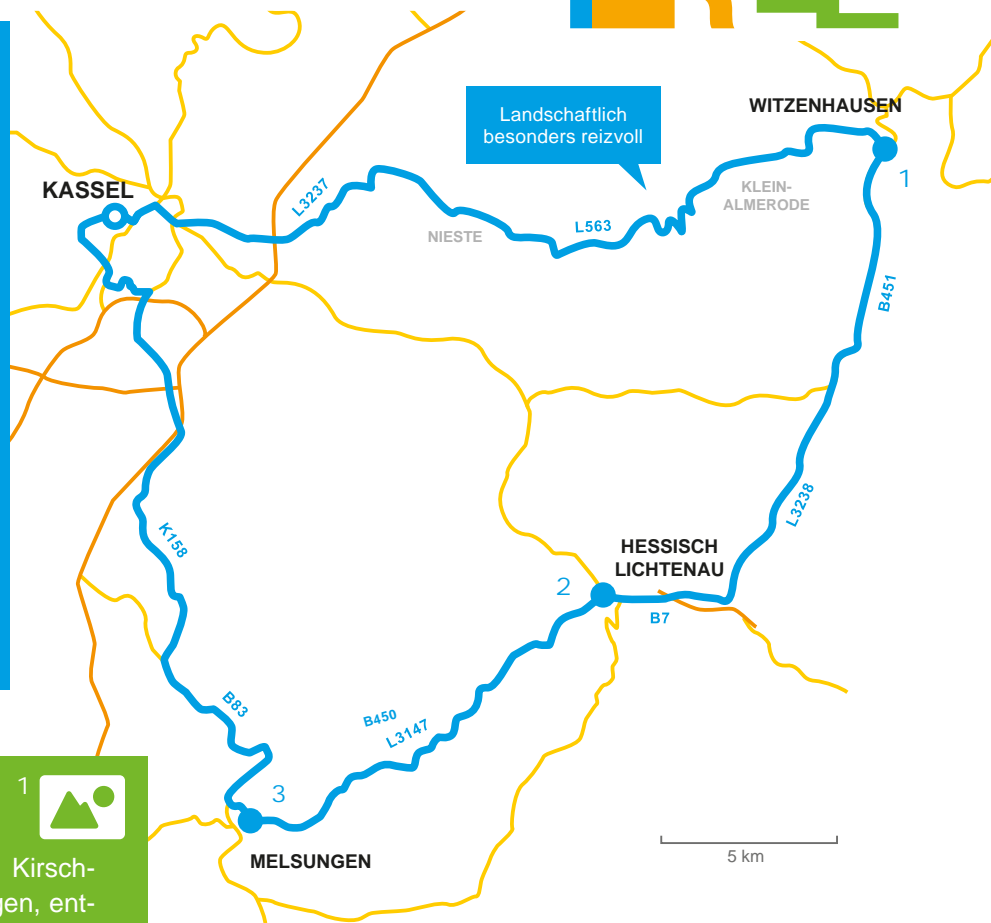 WITZENHAUSEN
Landschaftlich
besonders reizvoll
1
KASSEL
KLEIN-
ALMERODE
L3237
NIESTE
L563
B451
L3238
HESSISCH
LICHTENAU
2
B7
K158
B83
B450
L3147
3
MELSUNGEN
5 km
1
Kirsch-
gen, ent-